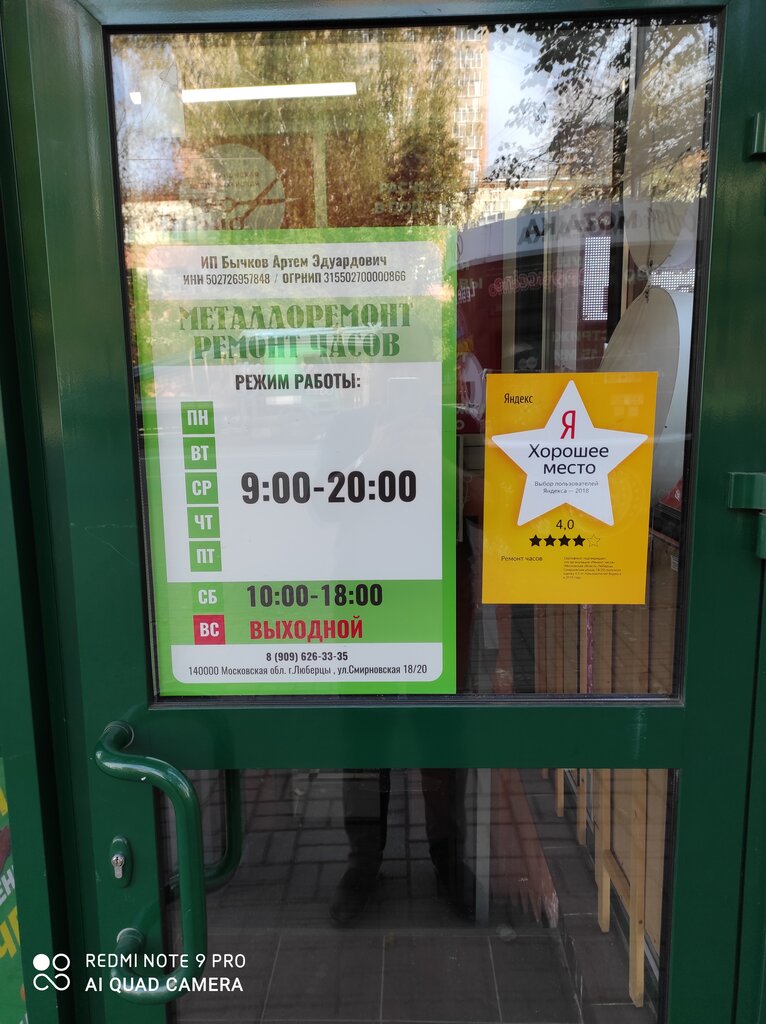 ИП Бычков Артем Эдуардович
ИНН 502726957848 / ОГРНИП 315502700000866
МЕТАЛЛОРЕМОНТ
РЕМОНТ ЧАСОВ
РЕЖИМ РАБОТЫ:
ПН
ВТ
СР
ЧТ
ПТ
9:00-20:00
СБ 10:00-18:00
ВС ВЫХОДНОЙ
8 (909) 626-33-35
140000 Московская обл. г.Люберцы , ул.Смирновская 18/20
Яндекс
Я
Хорошее
место
Выбор пользователей
Яндекса — 2018
4,0
Ремонт часов
REDMI NOTE 9 PRO
AI QUAD CAMERA